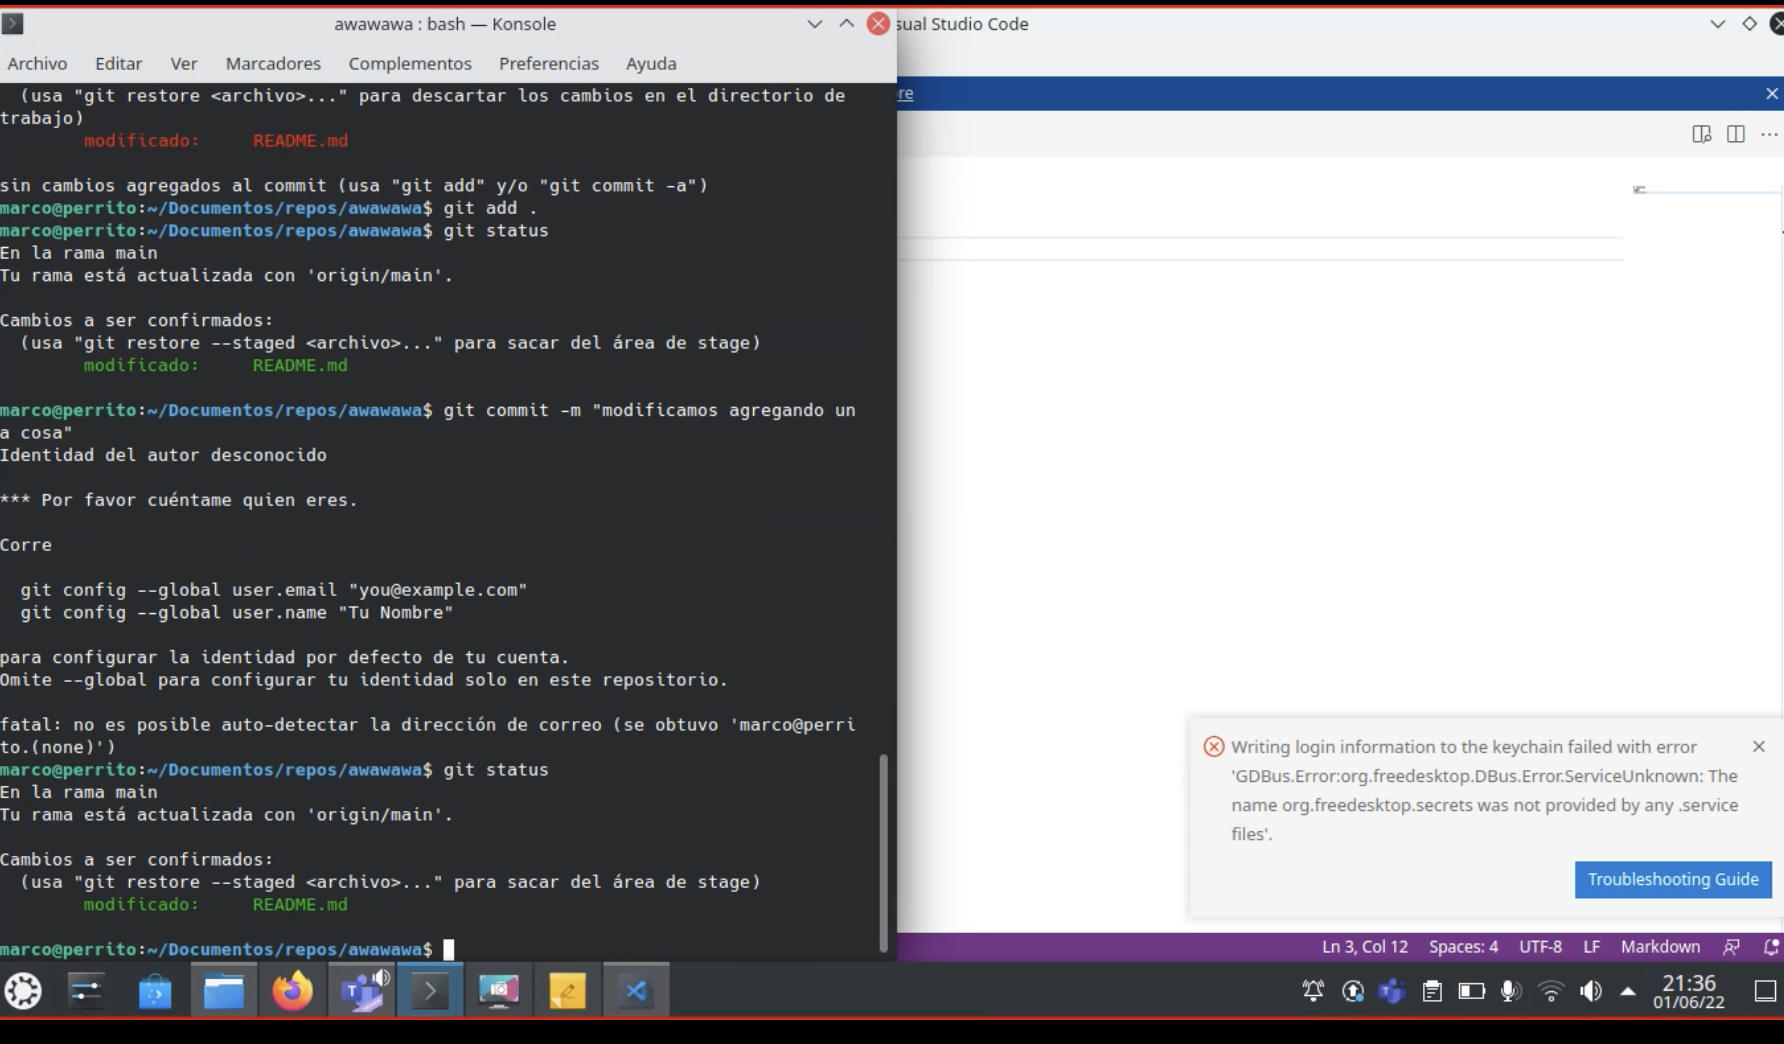 awawawa : bash — Konsole
Archivo Editar Ver Marcadores Complementos Preferencias Ayuda
(usa "git restore <archivo>..." para descartar los cambios en el directorio de
trabajo)
modificado: README.md
sin cambios agregados al commit (usa "git add" y/o "git commit -a")
marco@perrito:~/Documentos/repos/awawawa$ git add .
marco@perrito:~/Documentos/repos/awawawa$ git status
En la rama main
Tu rama está actualizada con 'origin/main'.
Cambios a ser confirmados:
(usa "git restore --staged <archivo>..." para sacar del área de stage)
modificado: README.md
marco@perrito:~/Documentos/repos/awawawa$ git commit -m "modificamos agregando un
a cosa"
Identidad del autor desconocido
*** Por favor cuéntame quien eres.
Corre
git config --global user.email "you@example.com"
git config --global user.name "Tu Nombre"
para configurar la identidad por defecto de tu cuenta.
Omite --global para configurar tu identidad solo en este repositorio.
fatal: no es posible auto-detectar la dirección de correo (se obtuvo 'marco@perri
to.(none)')
marco@perrito:~/Documentos/repos/awawawa$ git status
En la rama main
Tu rama está actualizada con 'origin/main'.
Cambios a ser confirmados:
(usa "git restore --staged <archivo>..." para sacar del área de stage)
modificado: README.md
marco@perrito:~/Documentos/repos/awawawa$
sual Studio Code
re
Writing login information to the keychain failed with error
'GDBus.Error:org.freedesktop.DBus.Error.ServiceUnknown: The
name org.freedesktop.secrets was not provided by any .service
files'.
Troubleshooting Guide
Ln 3, Col 12 Spaces: 4 UTF-8 LF Markdown
21:36
01/06/22